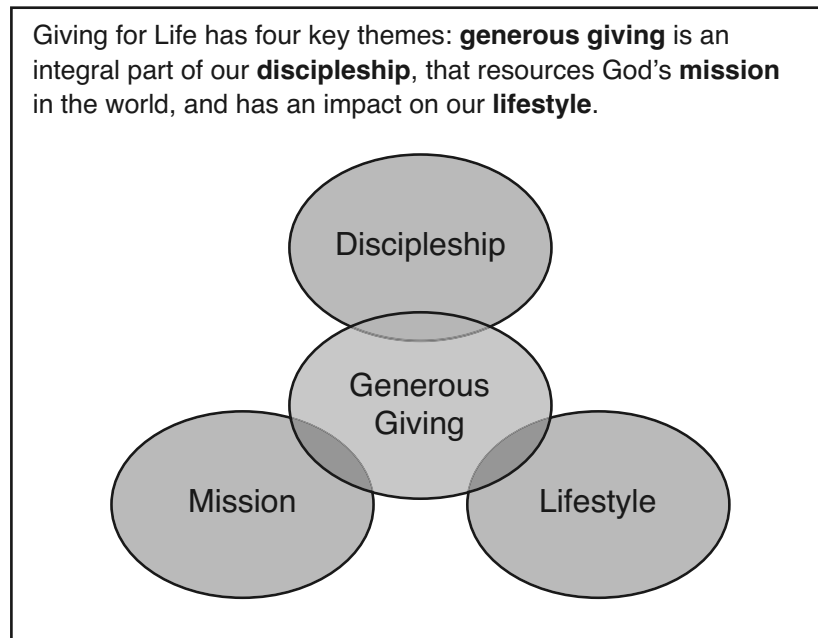 Giving for Life has four key themes: generous giving is an
integral part of our discipleship, that resources God’s mission
in the world, and has an impact on our lifestyle.
Discipleship
Generous
Giving
Mission
Lifestyle